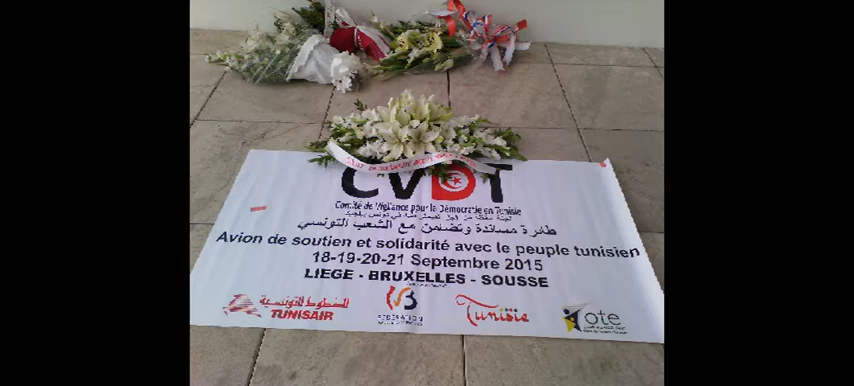 CVDT
Comité de Vigilance pour la Démocratie en Tunisie
طائرة مساندة وتضامن مع الشعب التونسي
Avion de soutien et solidarité avec le peuple tunisien
18-19-20-21 Septembre 2015
LIEGE - BRUXELLES - SOUSSE
الخطوط التونسية
TUNISAIR
FÉDÉRATION
Tunisie
ote